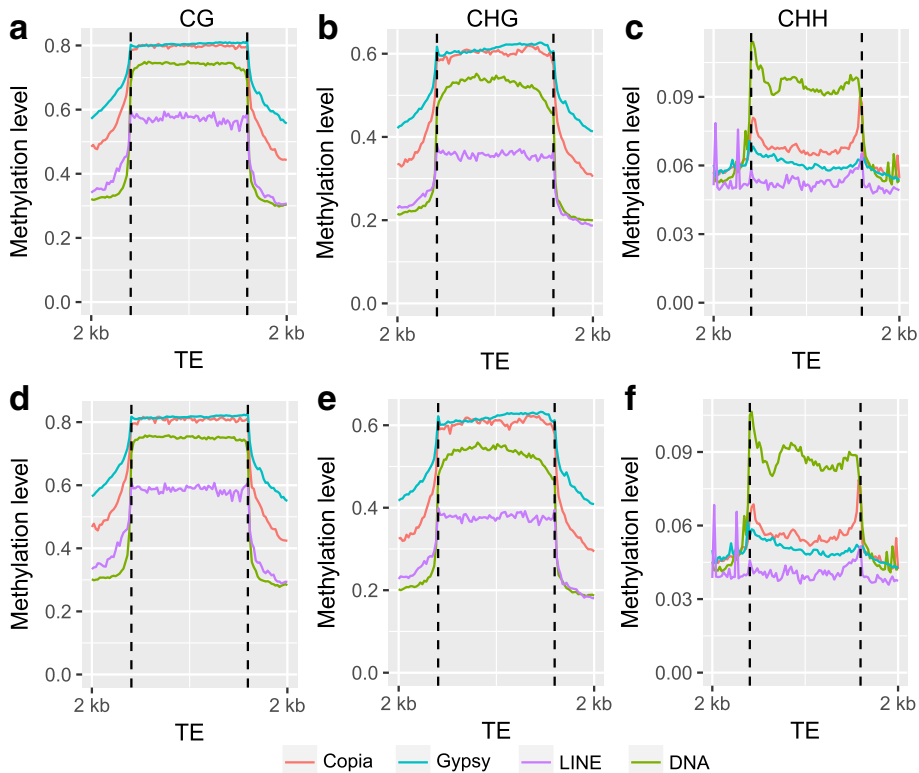 a CG b CHG c CHH
Methylation level
0.8
0.6
0.4
0.2
0.0
2 kb 2 kb
TE
Methylation level
0.6
0.4
0.2
0.0
2 kb 2 kb
TE
Methylation level
0.09
0.06
0.03
0.00
2 kb 2 kb
TE
d e f
Methylation level
0.8
0.6
0.4
0.2
0.0
2 kb 2 kb
TE
Methylation level
0.6
0.4
0.2
0.0
2 kb 2 kb
TE
Methylation level
0.09
0.06
0.03
0.00
2 kb 2 kb
TE
Copia Gypsy LINE DNA